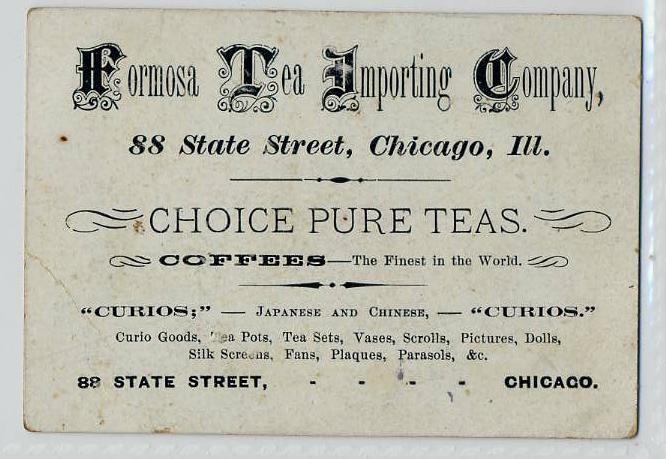 Formosa Tea Importing Company,
88 State Street, Chicago, Ill.
CHOICE PURE TEAS.
COFFEES—The Finest in the World.
"CURIOS;" — Japanese and Chinese, — "CURIOS."
Curio Goods, Tea Pots, Tea Sets, Vases, Scrolls, Pictures, Dolls,
Silk Screens, Fans, Plaques, Parasols, &c.
88 STATE STREET, - - - - CHICAGO.